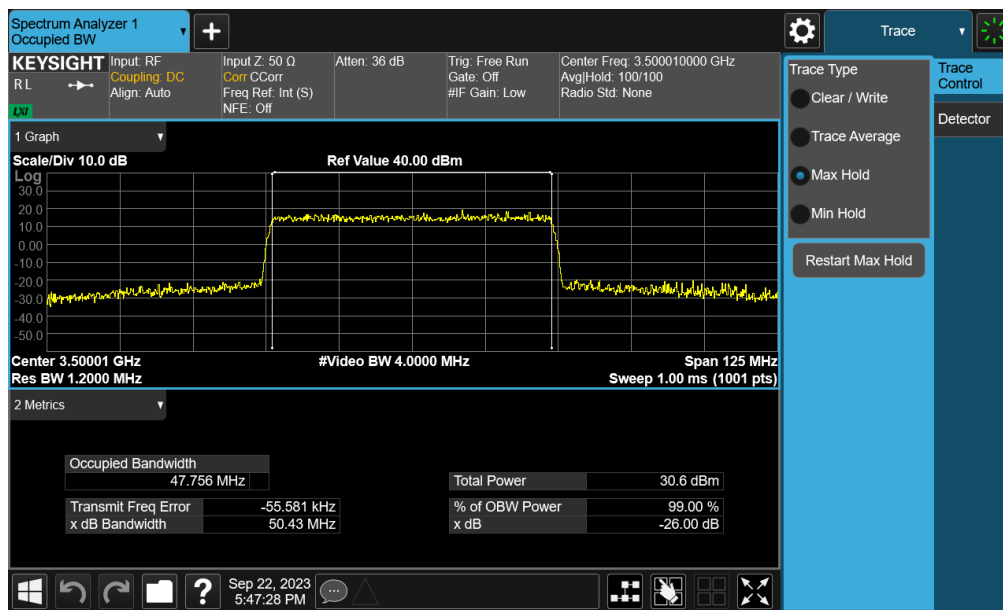 Spectrum Analyzer 1
Occupied BW
+
Trace
KEYSIGHT
R L
LXI
Input: RF
Coupling: DC
Align: Auto
Input Z: 50 Ω
Corr CCorr
Freq Ref: Int (S)
NFE: Off
Atten: 36 dB
Trig: Free Run
Gate: Off
#IF Gain: Low
Center Freq: 3.500010000 GHz
Avg|Hold: 100/100
Radio Std: None
1 Graph
Scale/Div 10.0 dB
Ref Value 40.00 dBm
Log
30.0
20.0
10.0
0.00
-10.0
-20.0
-30.0
-40.0
-50.0
Center 3.50001 GHz
#Video BW 4.0000 MHz
Span 125 MHz
Res BW 1.2000 MHz
Sweep 1.00 ms (1001 pts)
2 Metrics
Occupied Bandwidth
47.756 MHz
Total Power 30.6 dBm
Transmit Freq Error -55.581 kHz
% of OBW Power 99.00 %
x dB Bandwidth 50.43 MHz
x dB -26.00 dB
Trace Type
Clear / Write
Trace Average
Max Hold
Min Hold
Restart Max Hold
Trace
Control
Detector
?
Sep 22, 2023
5:47:28 PM